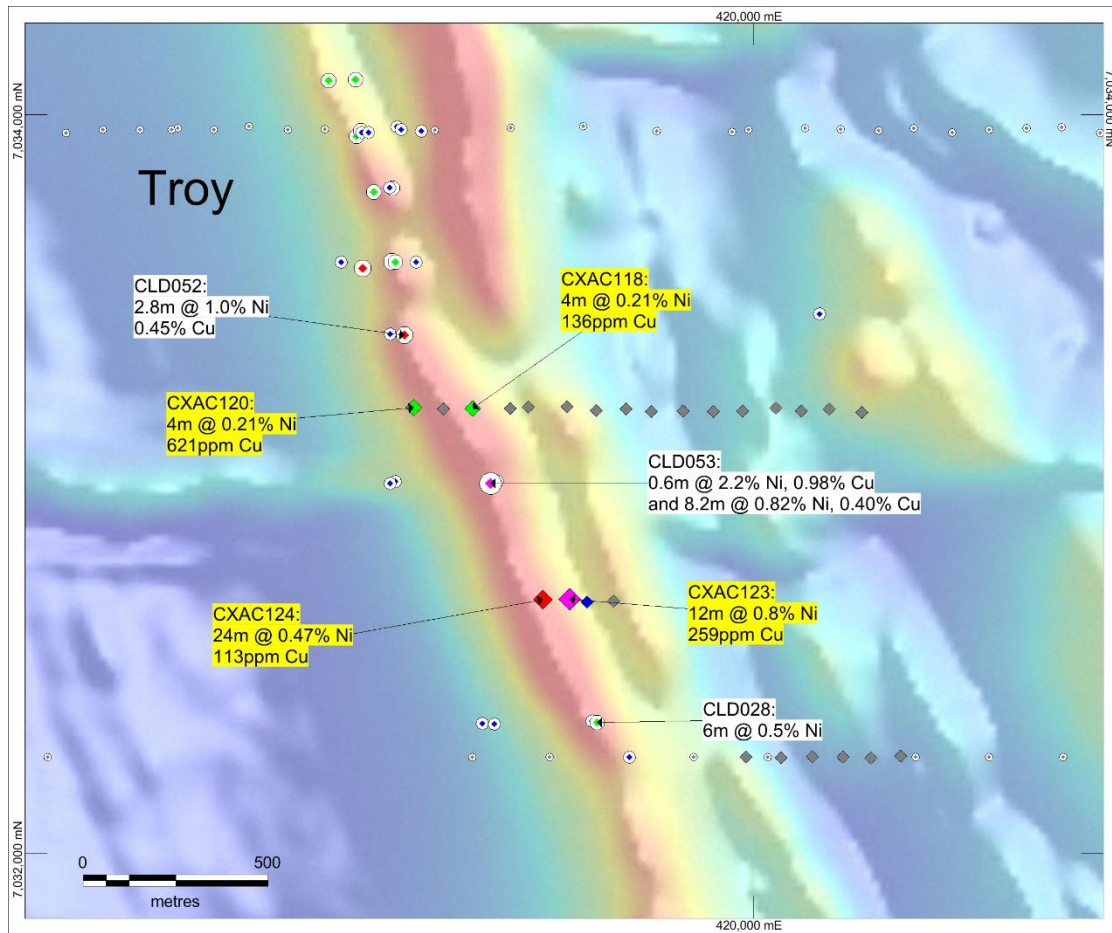 420,000 mE
7,034,000 mN
7,034,000 mN
Troy
CLD052:
2.8m @ 1.0% Ni
0.45% Cu
CXAC118:
4m @ 0.21% Ni
136ppm Cu
CXAC120:
4m @ 0.21% Ni
621ppm Cu
CLD053:
0.6m @ 2.2% Ni, 0.98% Cu
and 8.2m @ 0.82% Ni, 0.40% Cu
CXAC124:
24m @ 0.47% Ni
113ppm Cu
CXAC123:
12m @ 0.8% Ni
259ppm Cu
CLD028:
6m @ 0.5% Ni
7,032,000 mN
0 500
metres
420,000 mE